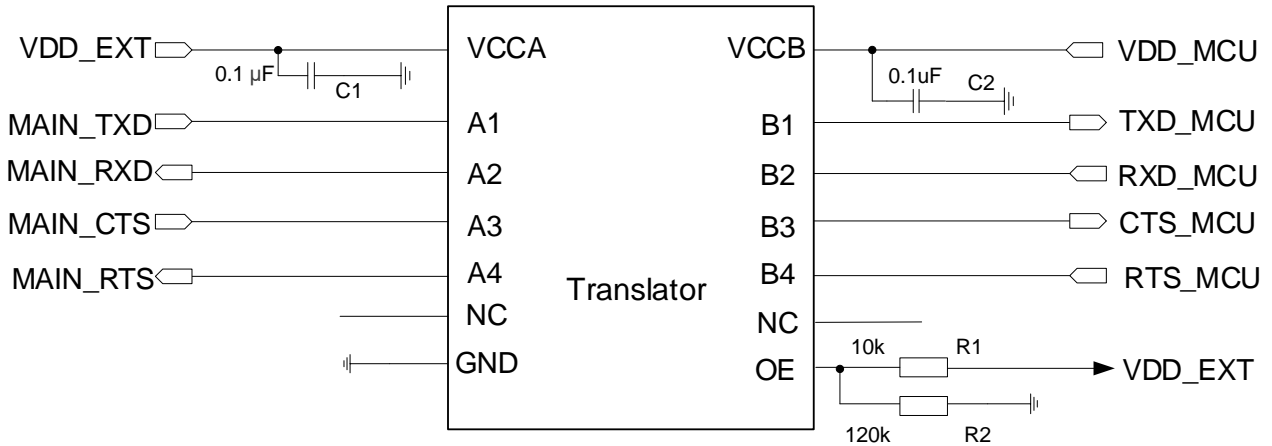 VDD_EXT
VCCA
VCCB
VDD_MCU
0.1 µF
C1
0.1uF
C2
MAIN_TXD
A1
B1
TXD_MCU
MAIN_RXD
A2
B2
RXD_MCU
MAIN_CTS
A3
B3
CTS_MCU
MAIN_RTS
A4
Translator
B4
RTS_MCU
NC
NC
GND
OE
10k
R1
VDD_EXT
120k
R2